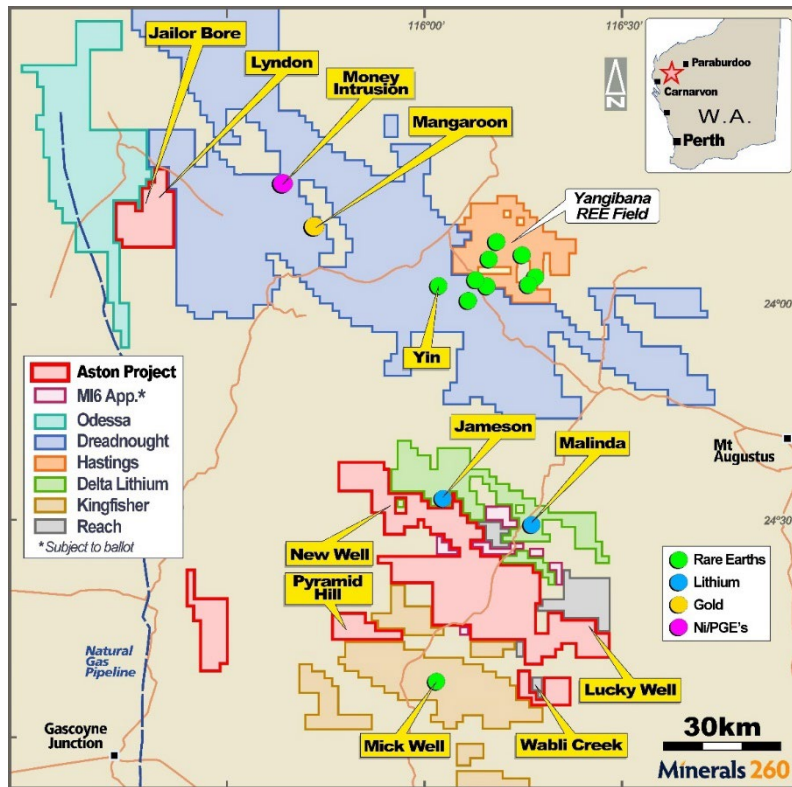 116°00'
116°30'
Jailor Bore
Lyndon
Money
Intrusion
Mangaroon
N
Paraburdoo
Carnarvon
W.A.
Perth
Yangibana
REE Field
Yin
24°00'
Aston Project
MI6 App.*
Odessa
Dreadnought
Hastings
Delta Lithium
Kingfisher
Reach
* Subject to ballot
Jameson
Malinda
Mt
Augustus
24°30'
New Well
Pyramid
Hill
Rare Earths
Lithium
Gold
Ni/PGE's
Natural
Gas
Pipeline
Lucky Well
Gascoyne
Junction
Mick Well
Wabli Creek
30km
Minerals 260